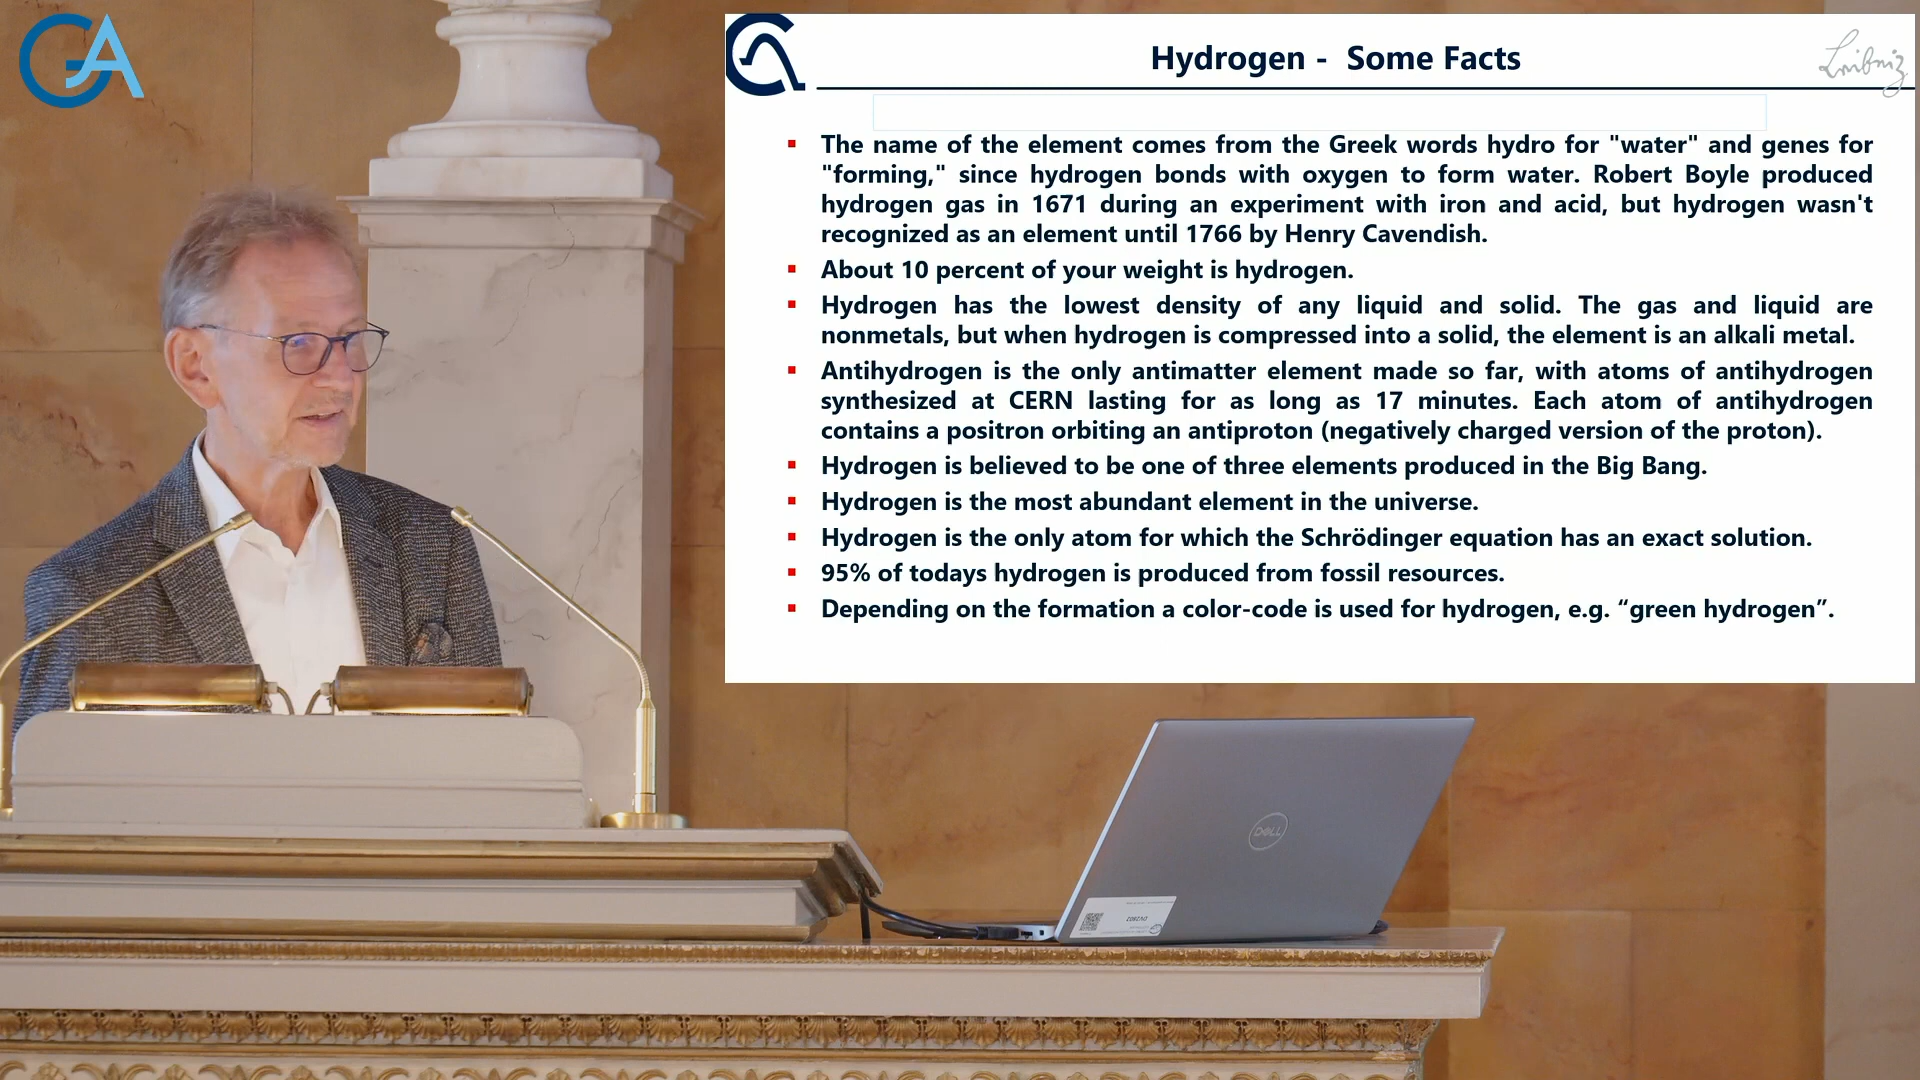 GA
Hydrogen - Some Facts
Leibniz
The name of the element comes from the Greek words hydro for "water" and genes for
"forming," since hydrogen bonds with oxygen to form water. Robert Boyle produced
hydrogen gas in 1671 during an experiment with iron and acid, but hydrogen wasn't
recognized as an element until 1766 by Henry Cavendish.
About 10 percent of your weight is hydrogen.
Hydrogen has the lowest density of any liquid and solid. The gas and liquid are
nonmetals, but when hydrogen is compressed into a solid, the element is an alkali metal.
Antihydrogen is the only antimatter element made so far, with atoms of antihydrogen
synthesized at CERN lasting for as long as 17 minutes. Each atom of antihydrogen
contains a positron orbiting an antiproton (negatively charged version of the proton).
Hydrogen is believed to be one of three elements produced in the Big Bang.
Hydrogen is the most abundant element in the universe.
Hydrogen is the only atom for which the Schrödinger equation has an exact solution.
95% of todays hydrogen is produced from fossil resources.
Depending on the formation a color-code is used for hydrogen, e.g. “green hydrogen”.
DELL